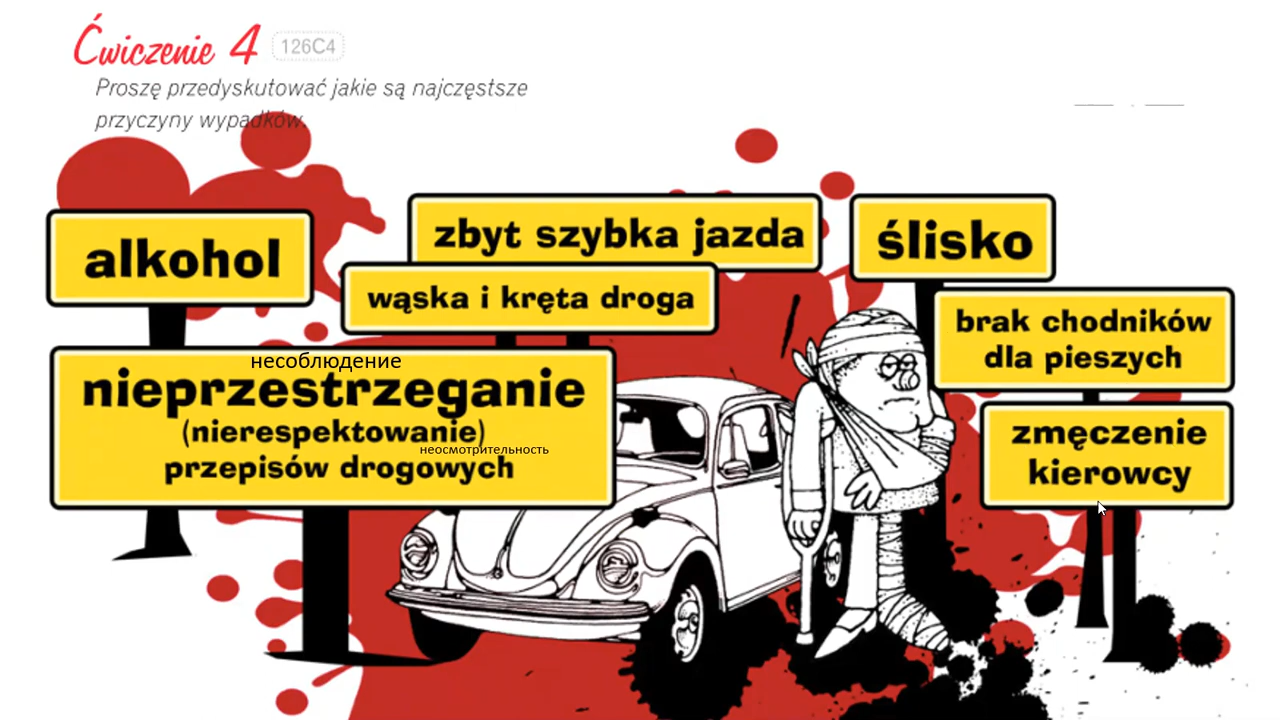 Ćwiczenie 4 126C4
Proszę przedyskutować jakie są najczęstsze
przyczyny wypadków.
alkohol
zbyt szybka jazda
ślisko
wąska i kręta droga
brak chodników
dla pieszych
несоблюдение
nieprzestrzeganie
(nierespektowanie)
неосмотрительность
przepisów drogowych
zmęczenie
kierowcy